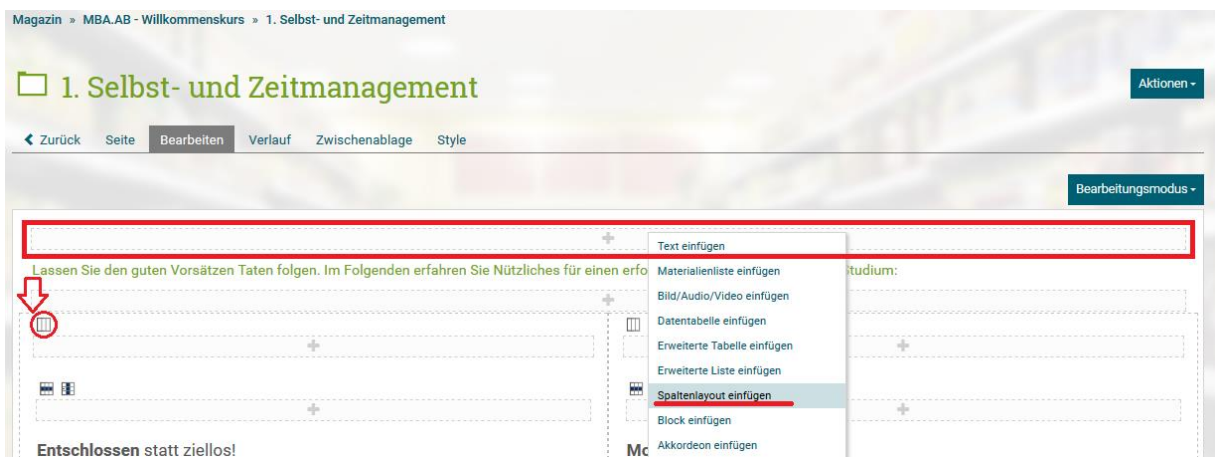 Magazin » MBA.AB - Willkommenskurs » 1. Selbst- und Zeitmanagement
1. Selbst- und Zeitmanagement
Aktionen
Zurück Seite Bearbeiten Verlauf Zwischenablage Style
Bearbeitungsmodus
Text einfügen
Lassen Sie den guten Vorsätzen Taten folgen. Im Folgenden erfahren Sie Nützliches für einen erfo
tudium:
Materialienliste einfügen
Bild/Audio/Video einfügen
Datentabelle einfügen
Erweiterte Tabelle einfügen
Erweiterte Liste einfügen
Spaltenlayout einfügen
Block einfügen
Akkordeon einfügen
Entschlossen statt ziellos!